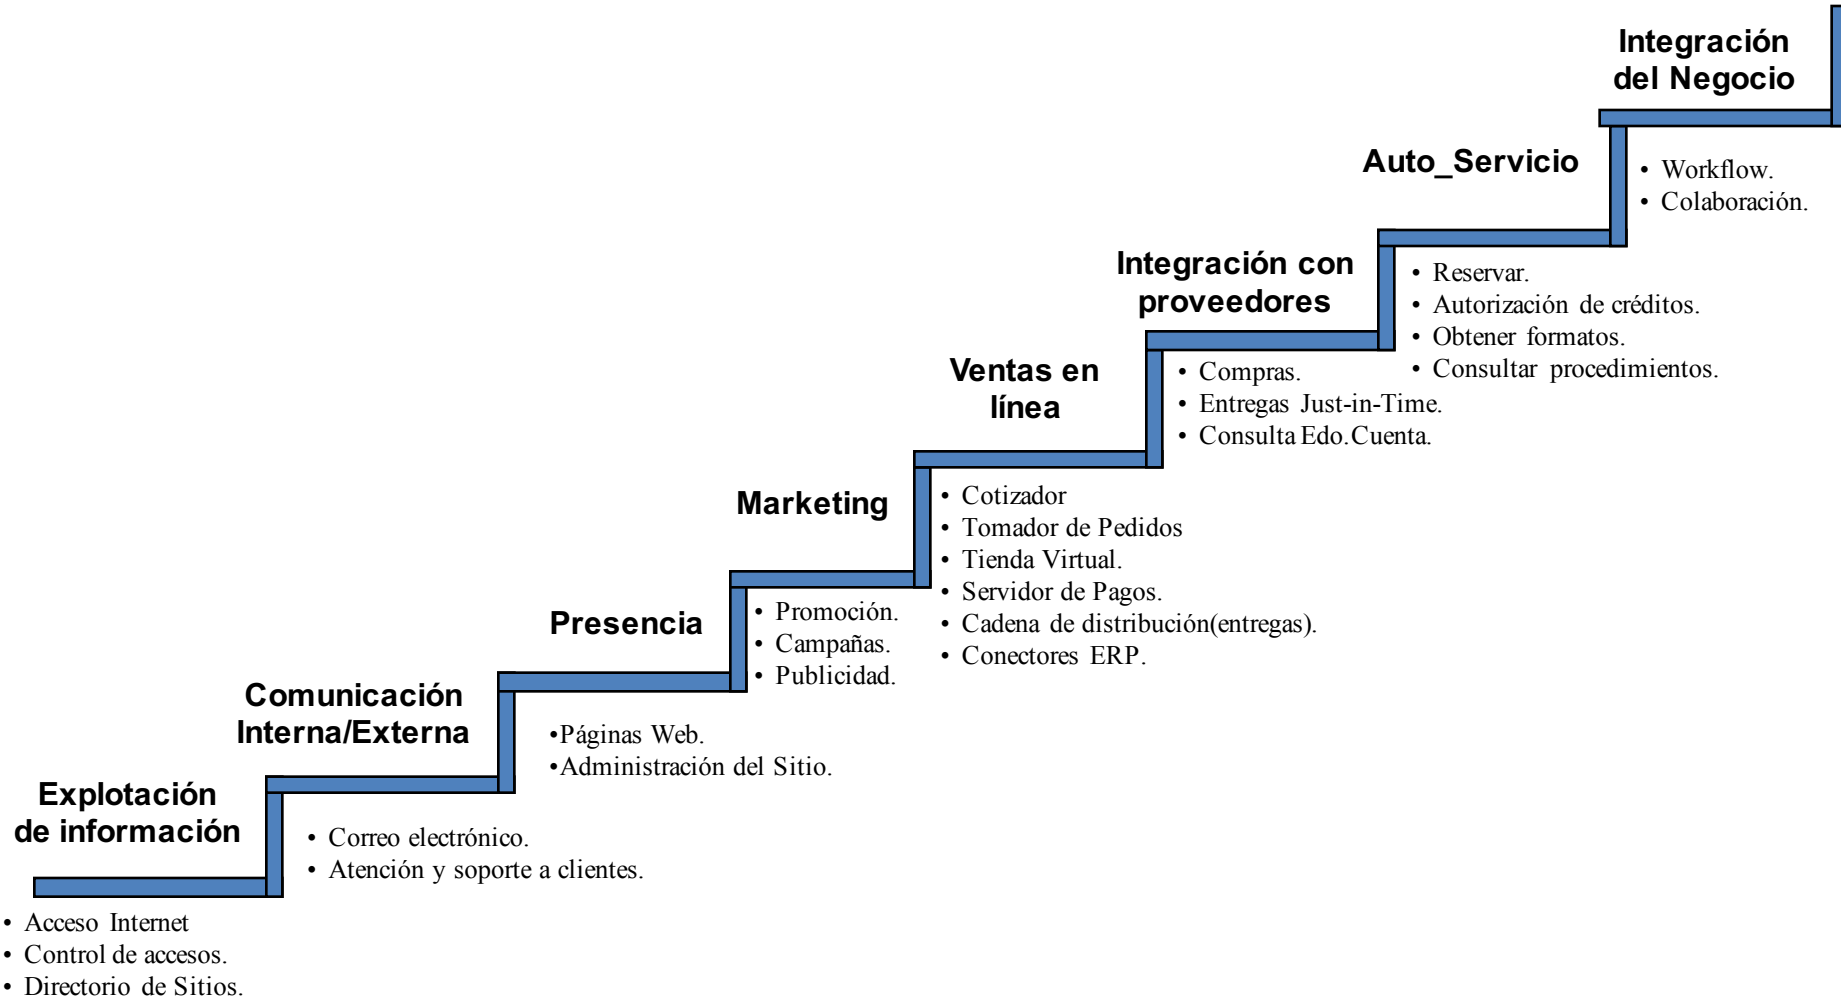 Explotación
de información
• Acceso Internet
• Control de accesos.
• Directorio de Sitios.
Comunicación
Interna/Externa
• Correo electrónico.
• Atención y soporte a clientes.
Presencia
•Páginas Web.
•Administración del Sitio.
Marketing
• Promoción.
• Campañas.
• Publicidad.
Ventas en
línea
• Cotizador
• Tomador de Pedidos
• Tienda Virtual.
• Servidor de Pagos.
• Cadena de distribución(entregas).
• Conectores ERP.
Integración con
proveedores
• Compras.
• Entregas Just-in-Time.
• Consulta Edo.Cuenta.
Auto_Servicio
• Reservar.
• Autorización de créditos.
• Obtener formatos.
• Consultar procedimientos.
Integración
del Negocio
• Workflow.
• Colaboración.